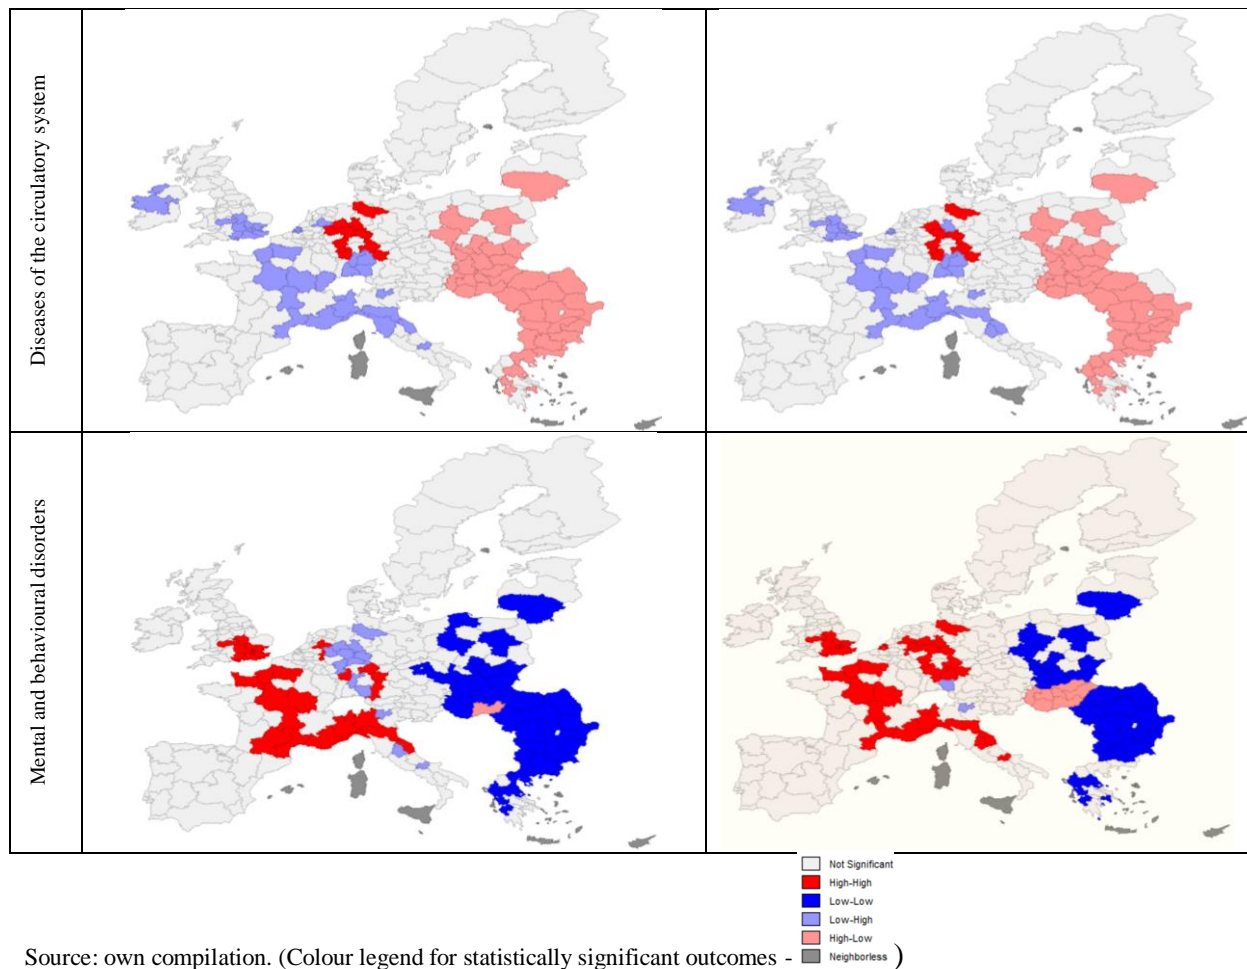 Diseases of the circulatory system
Mental and behavioural disorders
Not Significant
High-High
Low-Low
Low-High
High-Low
Source: own compilation. (Colour legend for statistically significant outcomes - Neighborless )